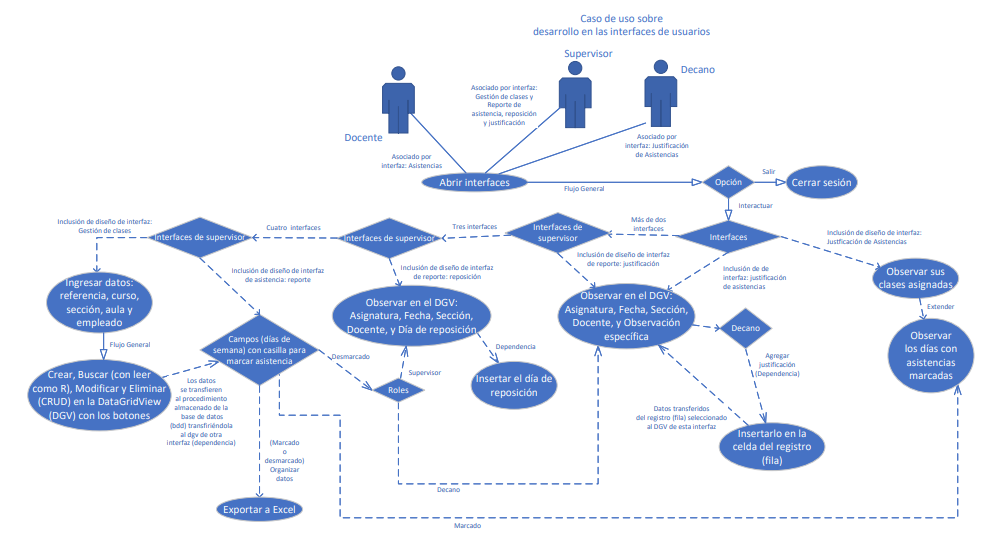 Caso de uso sobre
desarrollo en las interfaces de usuarios
Supervisor
Decano
Docente
Asociado por interfaz:
Gestión de clases y
Reporte de
asistencia, reposición
y justificación
Asociado por
interfaz: Asistencias
Asociado por
interfaz: Justificación
de Asistencias
Abrir interfaces
Flujo General
Opción
Salir
Cerrar sesión
Interactuar
Inclusión de diseño de interfaz:
Gestión de clases
Interfaces de supervisor
Cuatro interfaces
Interfaces de supervisor
Tres interfaces
Interfaces de
supervisor
Más de dos
interfaces
Interfaces
Inclusión de diseño de interfaz:
Justificación de Asistencias
Inclusión de diseño de interfaz
de asistencia: reporte
Inclusión de diseño de interfaz
de reporte: reposición
Inclusión de diseño de interfaz
de reporte: justificación
Inclusión de de
interfaz: justificación
de asistencias
Observar sus
clases asignadas
Extender
Ingresar datos:
referencia, curso,
sección, aula y
empleado
Observar en el DGV:
Asignatura, Fecha, Sección,
Docente, y Día de reposición
Observar en el DGV:
Asignatura, Fecha, Sección,
Docente, y Observación
específica
Decano
Observar
los días con
asistencias
marcadas
Flujo General
Campos (días de
semana) con casilla para
marcar asistencia
Desmarcado
Dependencia
Agregar
justificación
(Dependencia)
Crear, Buscar (con leer
como R), Modificar y Eliminar
(CRUD) en la DataGridView
(DGV) con los botones
Los datos
se transfieren
al procedimiento
almacenado de la
base de datos
(bdd) transfiriéndola
al dgv de otra
interfaz (dependencia)
Roles
Supervisor
Insertar el día de
reposición
Datos transferidos
del registro (fila) seleccionado
al DGV de esta interfaz
Insertarlo en la
celda del registro
(fila)
(Marcado
o
desmarcado)
Organizar
datos
Decano
Exportar a Excel
Marcado